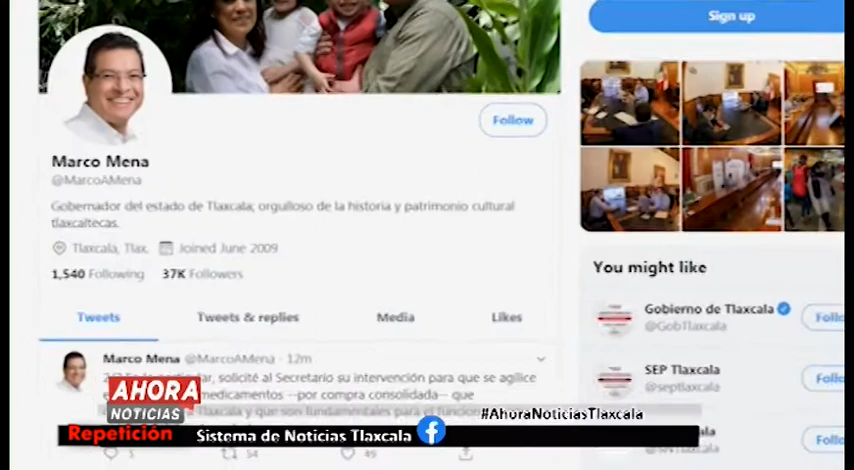 Sign up
Follow
Marco Mena
@MarcoAMena
Gobernador del estado de Tlaxcala; orgulloso de la historia y patrimonio cultural
tlaxcaltecas.
Tlaxcala, Tlax. Joined June 2009
1,540 Following 37K Followers
Tweets Tweets & replies Media Likes
Marco Mena @MarcoAMena · 12m
solicité al Secretario su intervención para que se agilice
medicamentos --por compra consolidada-- que
Tlaxcala y que son fundamentales para el
3 54 49
You might like
Gobierno de Tlaxcala
@GobTlaxcala
Follo
SEP Tlaxcala
@septlaxcala
Follo
Follo
AHORA
NOTICIAS
#AhoraNoticiasTlaxcala
Repetición Sistema de Noticias Tlaxcala